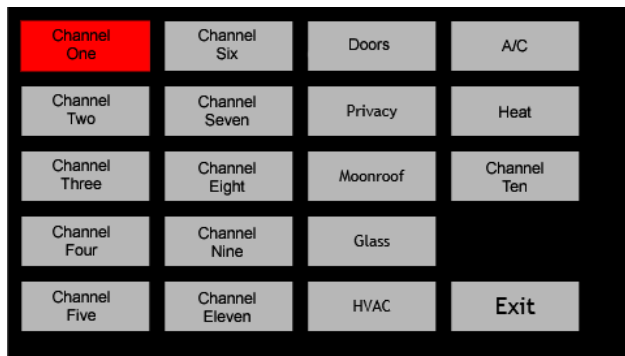 Channel
One
Channel
Six
Doors
A/C
Channel
Two
Channel
Seven
Privacy
Heat
Channel
Three
Channel
Eight
Moonroof
Channel
Ten
Channel
Four
Channel
Nine
Glass
Channel
Five
Channel
Eleven
HVAC
Exit